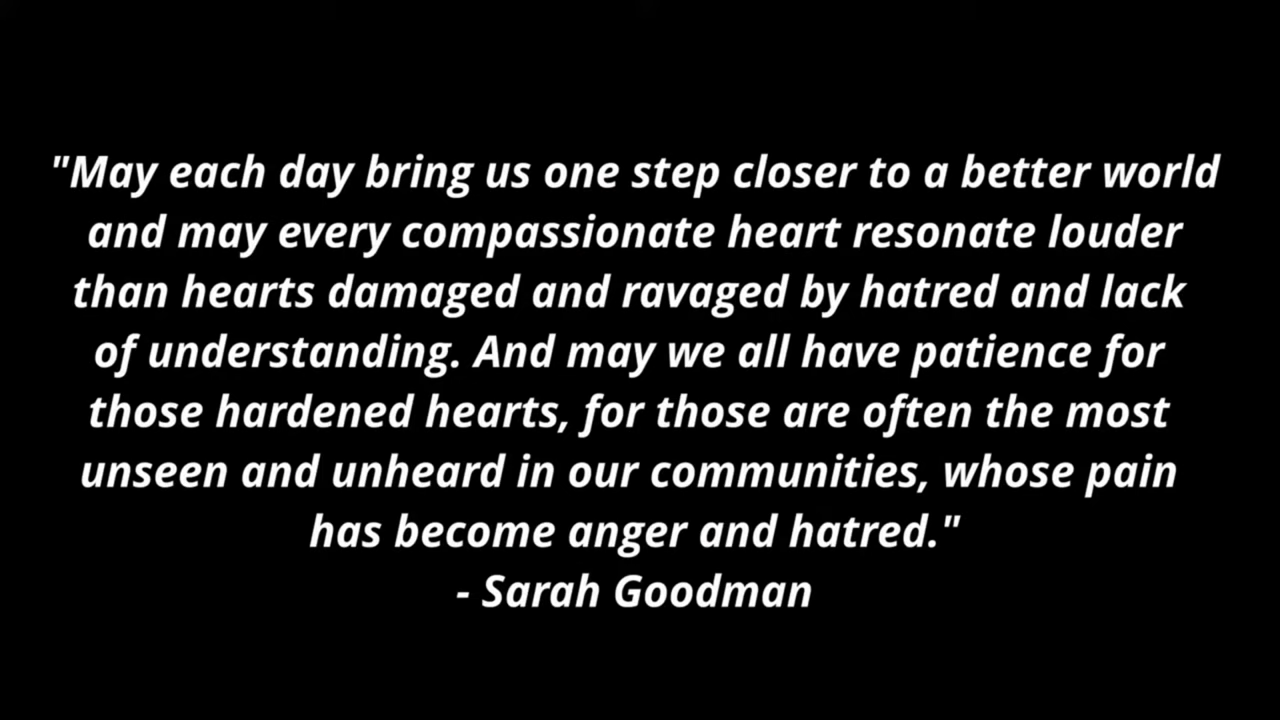 "May each day bring us one step closer to a better world
and may every compassionate heart resonate louder
than hearts damaged and ravaged by hatred and lack
of understanding. And may we all have patience for
those hardened hearts, for those are often the most
unseen and unheard in our communities, whose pain
has become anger and hatred."
- Sarah Goodman